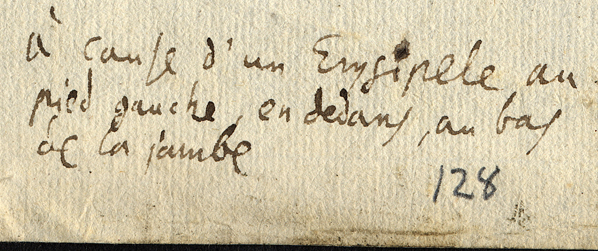 à cause d'un Erysipele, au
pied gauche, en dedans, au bas
de la jambe
128